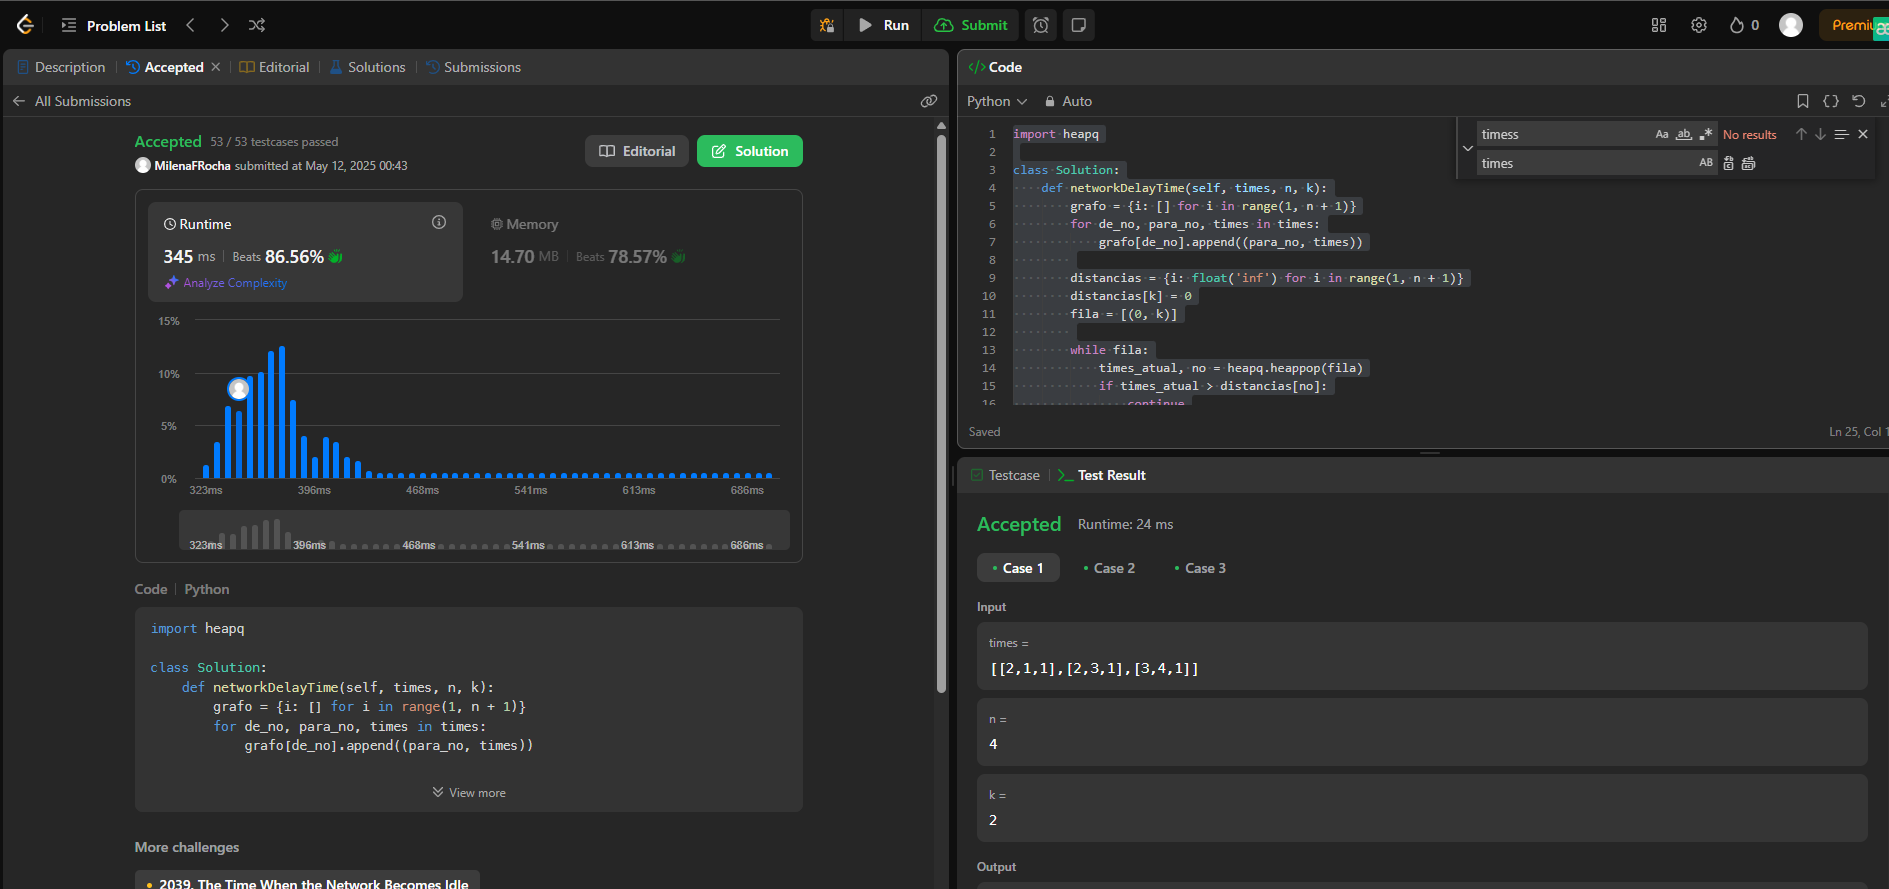 Problem List
Run
Submit
0
Premiu
Description
Accepted
Editorial
Solutions
Submissions
All Submissions
Accepted 53 / 53 testcases passed
MilenaFRocha submitted at May 12, 2025 00:43
Editorial
Solution
Runtime
345 ms | Beats 86.56%
Analyze Complexity
Memory
14.70 MB | Beats 78.57%
15%
10%
5%
0%
323ms 396ms 468ms 541ms 613ms 686ms
323ms 396ms 468ms 541ms 613ms 686ms
Code | Python
import heapq
class Solution:
def networkDelayTime(self, times, n, k):
grafo = {i: [] for i in range(1, n + 1)}
for de_no, para_no, times in times:
grafo[de_no].append((para_no, times))
View more
More challenges
2039. The Time When the Network Becomes Idle
</> Code
Python
Auto
timess
Aa ab
No results
times
AB
1 import heapq
2
3 class Solution:
4 def networkDelayTime(self, times, n, k):
5 grafo = {i: [] for i in range(1, n + 1)}
6 for de_no, para_no, times in times:
7 grafo[de_no].append((para_no, times))
8
9 distancias = {i: float('inf') for i in range(1, n + 1)}
10 distancias[k] = 0
11 fila = [(0, k)]
12
13 while fila:
14 times_atual, no = heapq.heappop(fila)
15 if times_atual > distancias[no]:
16 continue
Saved
Ln 25, Col 1
Testcase
Test Result
Accepted Runtime: 24 ms
Case 1
Case 2
Case 3
Input
times =
[[2,1,1],[2,3,1],[3,4,1]]
n =
4
k =
2
Output